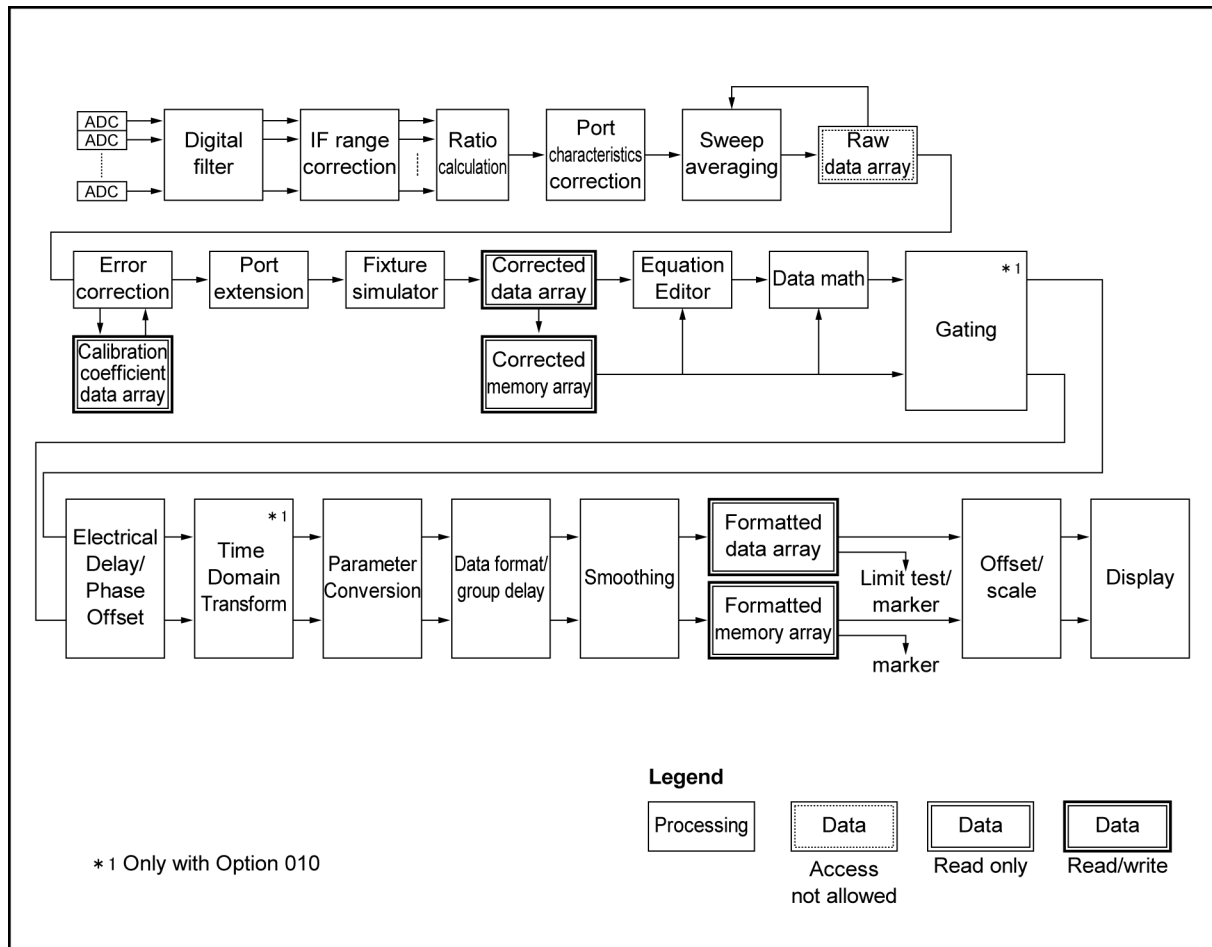 ADC
ADC
ADC
Digital
filter
IF range
correction
Ratio
calculation
Port
characteristics
correction
Sweep
averaging
Raw
data array
Error
correction
Port
extension
Fixture
simulator
Corrected
data array
Equation
Editor
Data math
* 1
Gating
Calibration
coefficient
data array
Corrected
memory array
Electrical
Delay/
Phase
Offset
* 1
Time
Domain
Transform
Parameter
Conversion
Data format/
group delay
Smoothing
Formatted
data array
Limit test/
marker
Formatted
memory array
marker
Offset/
scale
Display
Legend
Processing
Data
Access
not allowed
Data
Read only
Data
Read/write
* 1 Only with Option 010